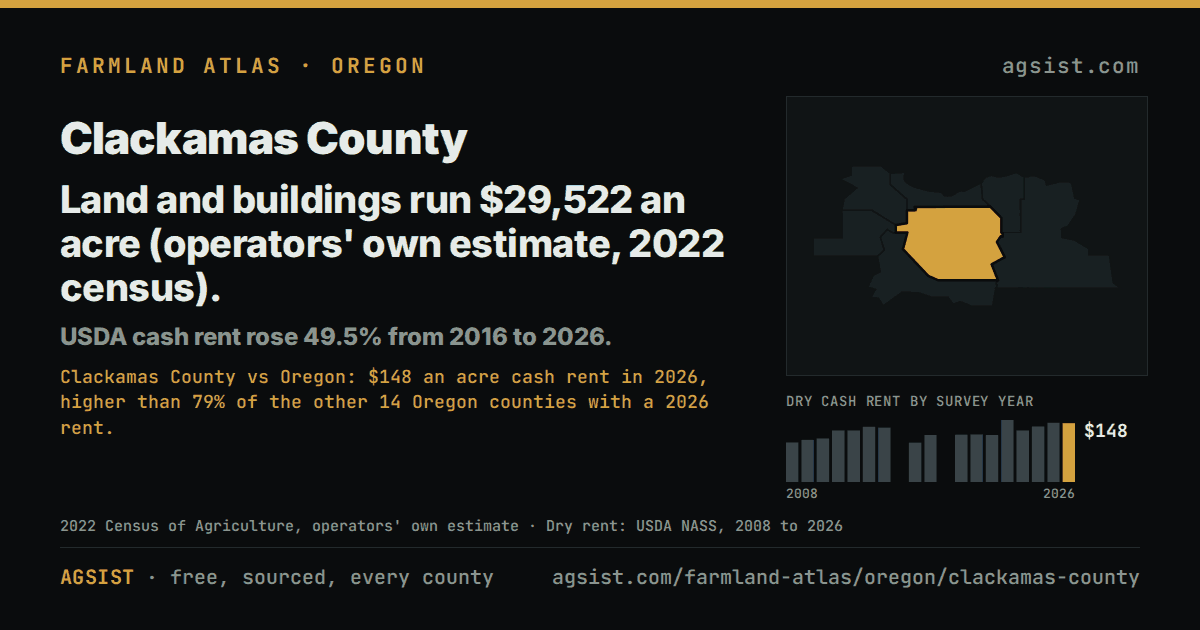 FARMLAND ATLAS · OREGON
agsist.com
Clackamas County
Land and buildings run $29,522 an
acre (operators' own estimate, 2022
census).
USDA cash rent rose 49.5% from 2016 to 2026.
Clackamas County vs Oregon: $148 an acre cash rent in 2026,
higher than 79% of the other 14 Oregon counties with a 2026
rent.
DRY CASH RENT BY SURVEY YEAR
$148
2008
2026
2022 Census of Agriculture, operators' own estimate · Dry rent: USDA NASS, 2008 to 2026
AGSIST · free, sourced, every county
agsist.com/farmland-atlas/oregon/clackamas-county